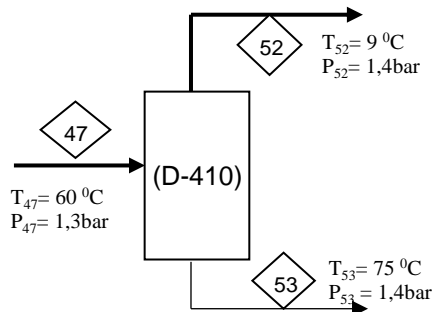 52
T52= 9 ⁰C
P52= 1,4bar
47
(D-410)
T47= 60 ⁰C
P47= 1,3bar
T53= 75 ⁰C
P53 = 1,4bar
53